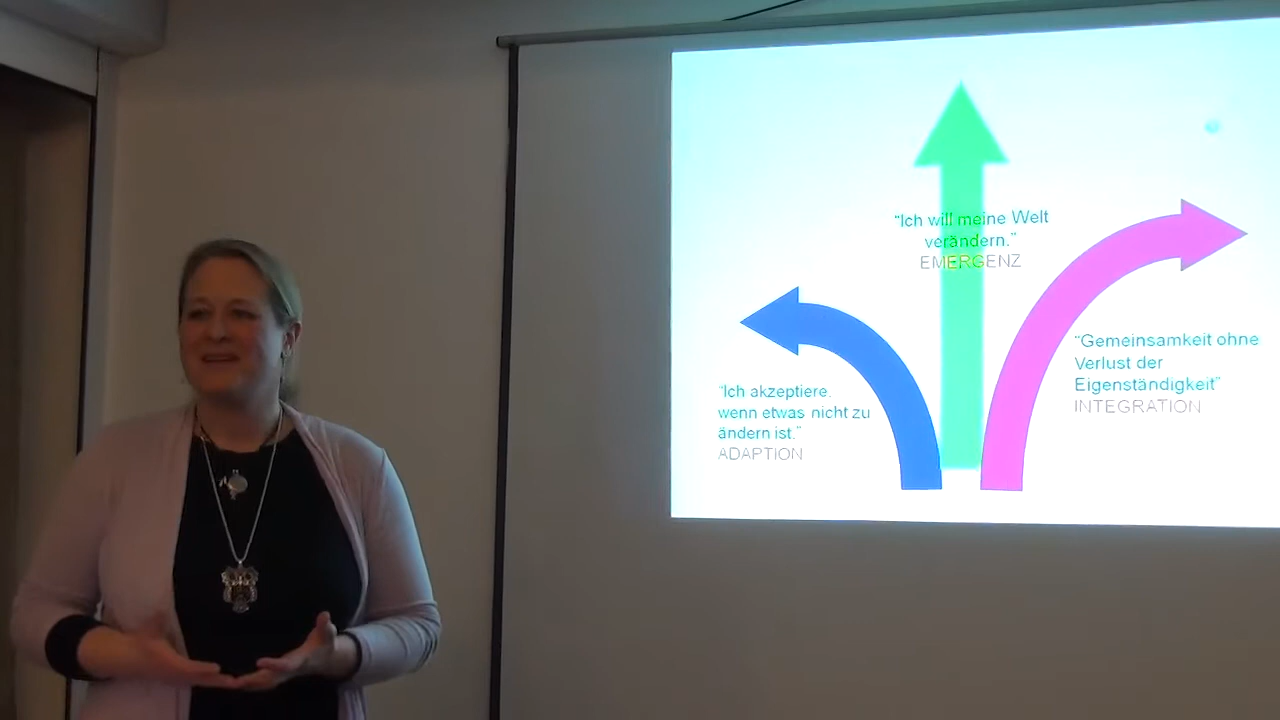 “Ich will meine Welt
verändern.”
EMERGENZ
“Gemeinsamkeit ohne
Verlust der
Eigenständigkeit”
INTEGRATION
“Ich akzeptiere,
wenn etwas nicht zu
ändern ist.”
ADAPTION